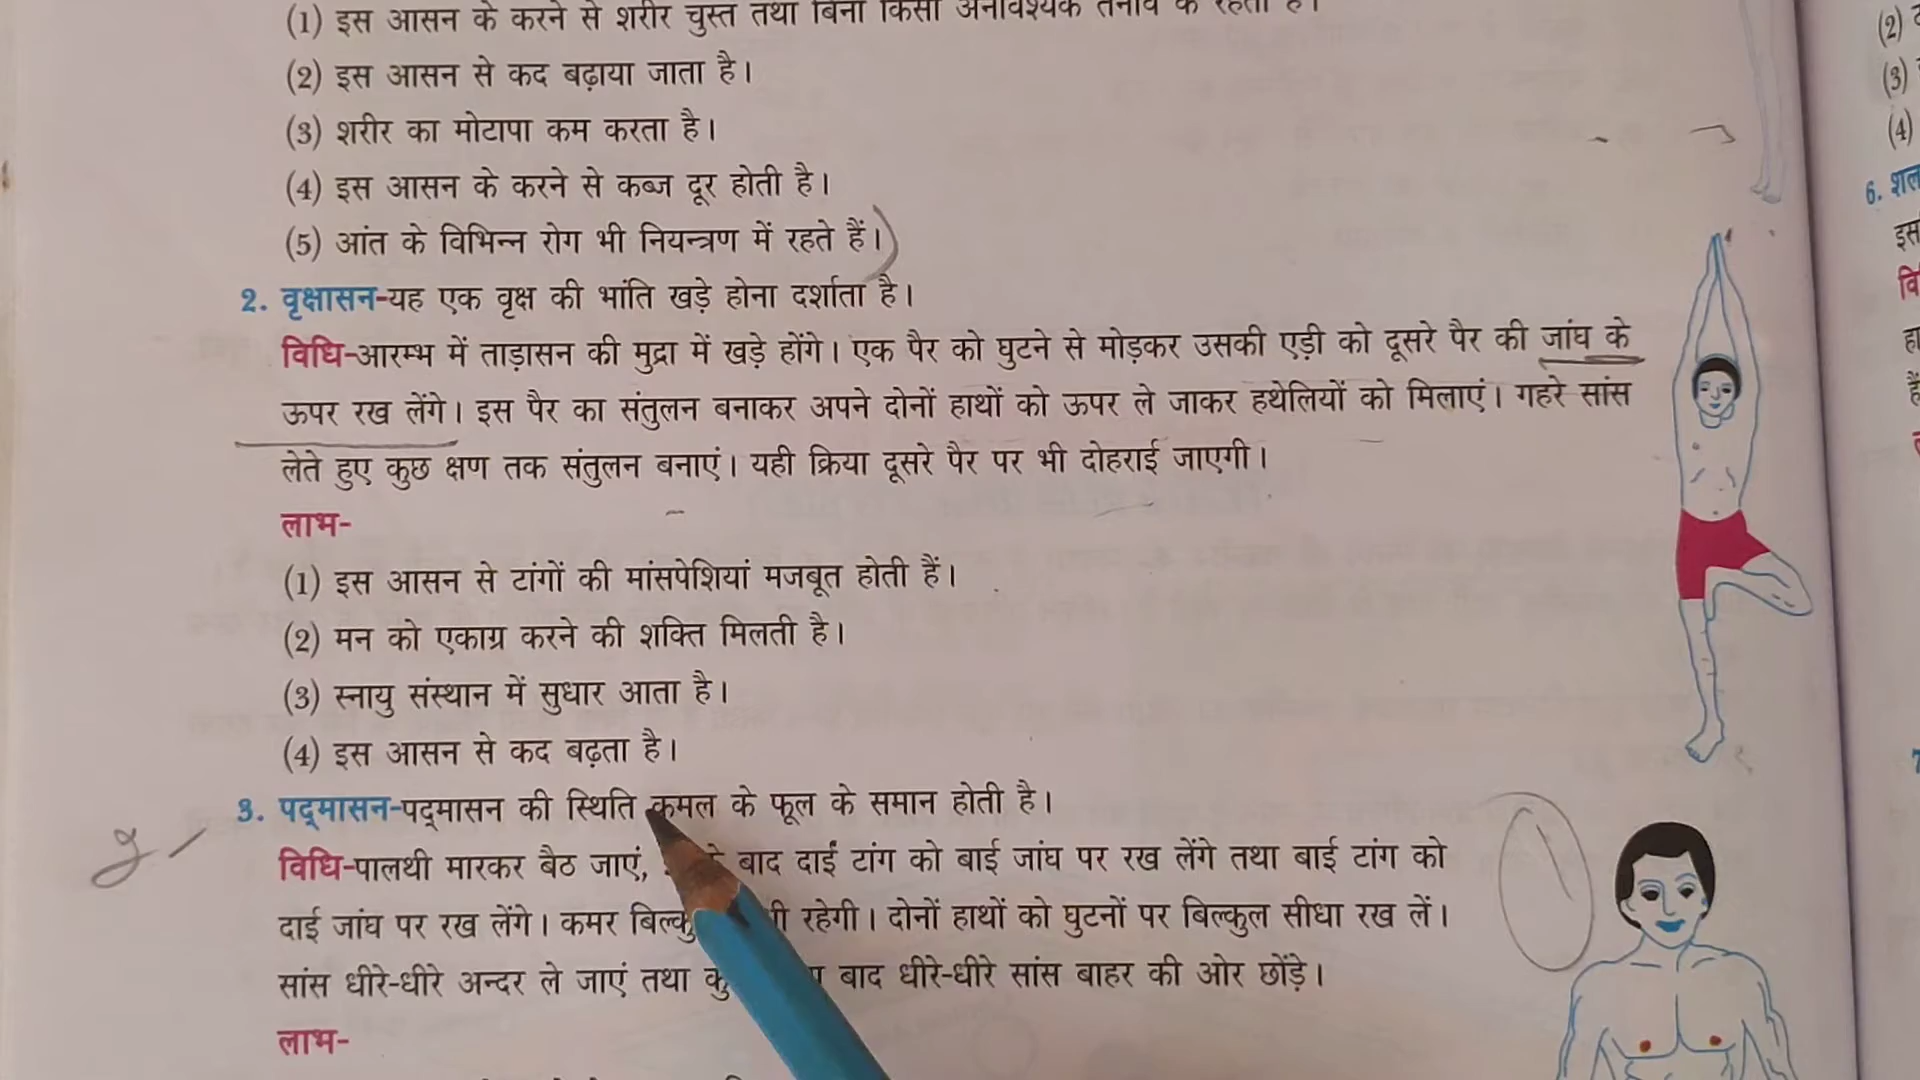 (1) इस आसन के करने से शरीर चुस्त तथा बिना किसी अनावश्यक तनाव के रहता है।
(2) इस आसन से कद बढ़ाया जाता है।
(3) शरीर का मोटापा कम करता है।
(4) इस आसन के करने से कब्ज दूर होती है।
(5) आंत के विभिन्न रोग भी नियन्त्रण में रहते हैं।
2. वृक्षासन-यह एक वृक्ष की भांति खड़े होना दर्शाता है।
विधि-आरम्भ में ताड़ासन की मुद्रा में खड़े होंगे। एक पैर को घुटने से मोड़कर उसकी एड़ी को दूसरे पैर की जांघ के
ऊपर रख लेंगे। इस पैर का संतुलन बनाकर अपने दोनों हाथों को ऊपर ले जाकर हथेलियों को मिलाएं। गहरे सांस
लेते हुए कुछ क्षण तक संतुलन बनाएं। यही क्रिया दूसरे पैर पर भी दोहराई जाएगी।
लाभ-
(1) इस आसन से टांगों की मांसपेशियां मजबूत होती हैं।
(2) मन को एकाग्र करने की शक्ति मिलती है।
(3) स्नायु संस्थान में सुधार आता है।
(4) इस आसन से कद बढ़ता है।
3. पद्‌मासन-पद्‌मासन की स्थिति कमल के फूल के समान होती है।
विधि-पालथी मारकर बैठ जाएं, बाद दाईं टांग को बाई जांघ पर रख लेंगे तथा बाई टांग को
दाई जांघ पर रख लेंगे। कमर रहेगी। दोनों हाथों को घुटनों पर बिल्कुल सीधा रख लें।
सांस धीरे-धीरे अन्दर ले जाएं तथा बाद धीरे-धीरे सांस बाहर की ओर छोंड़े।
लाभ-
(2)
(3)
(4)
6.